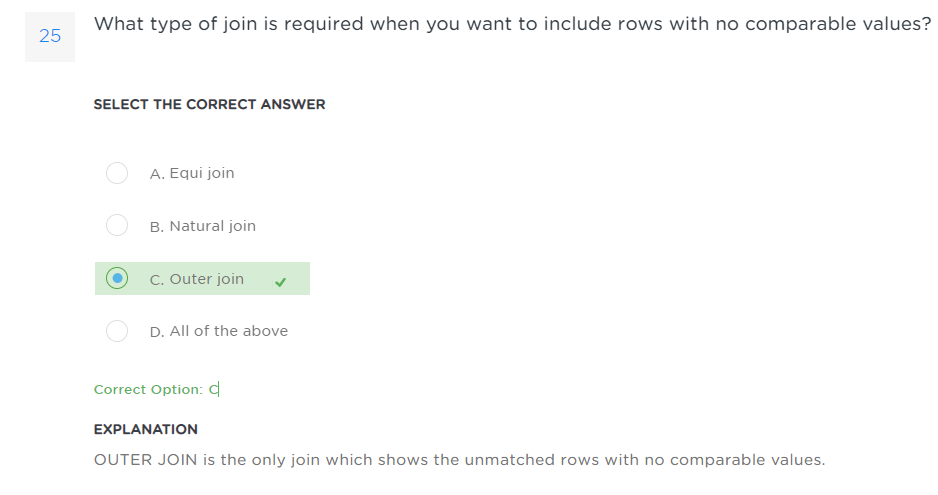 25
What type of join is required when you want to include rows with no comparable values?
SELECT THE CORRECT ANSWER
A. Equi join
B. Natural join
C. Outer join
D. All of the above
Correct Option: C
EXPLANATION
OUTER JOIN is the only join which shows the unmatched rows with no comparable values.